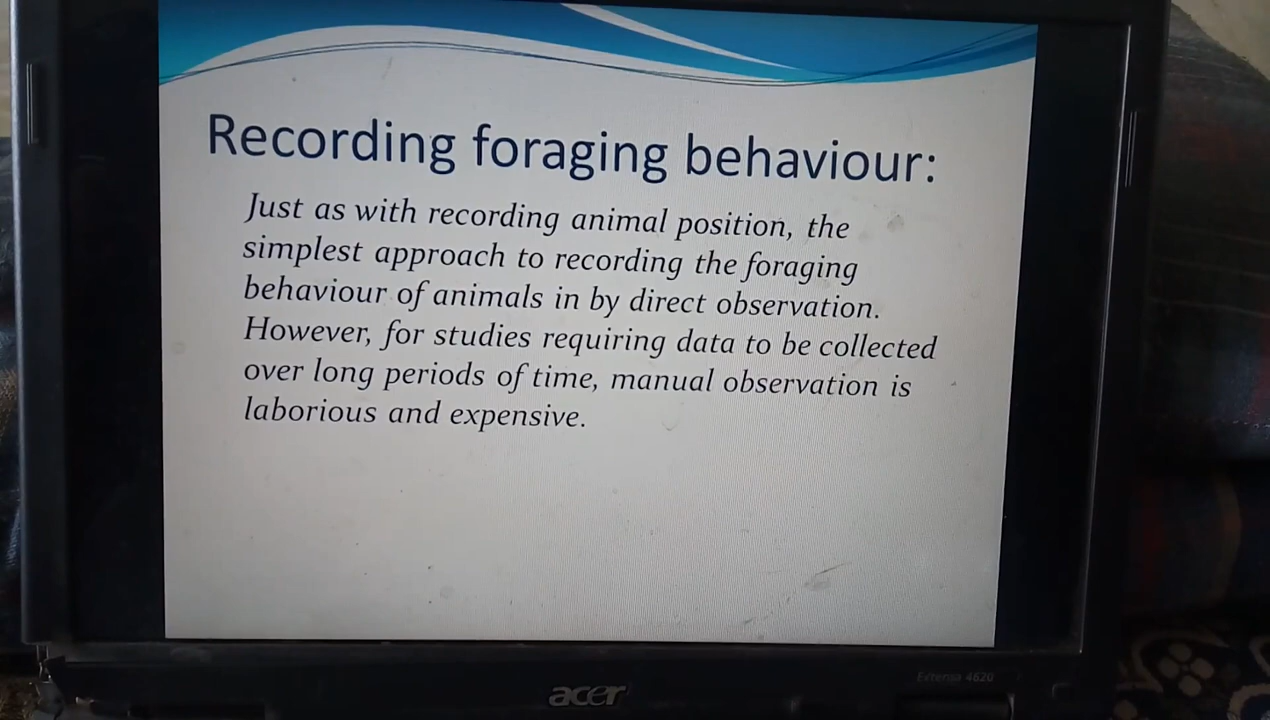 Recording foraging behaviour:
Just as with recording animal position, the
simplest approach to recording the foraging
behaviour of animals in by direct observation.
However, for studies requiring data to be collected
over long periods of time, manual observation is
laborious and expensive.
acer
Extensa 4620